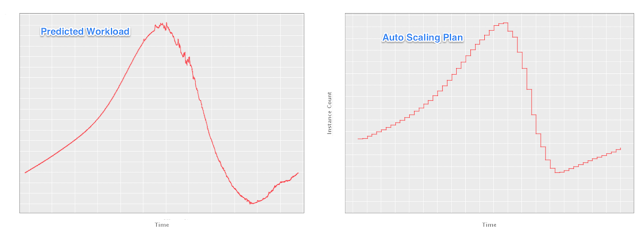 Predicted Workload
Auto Scaling Plan
Instance Count
Time
Time